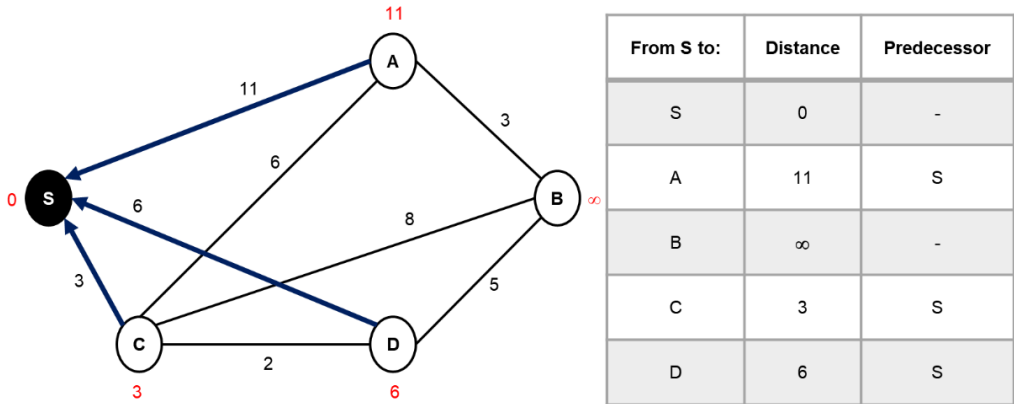 11
A
11
3
6
S
0
6
B
∞
8
3
5
C
D
2
3
6
From S to: Distance Predecessor
S 0 -
A 11 S
B ∞ -
C 3 S
D 6 S